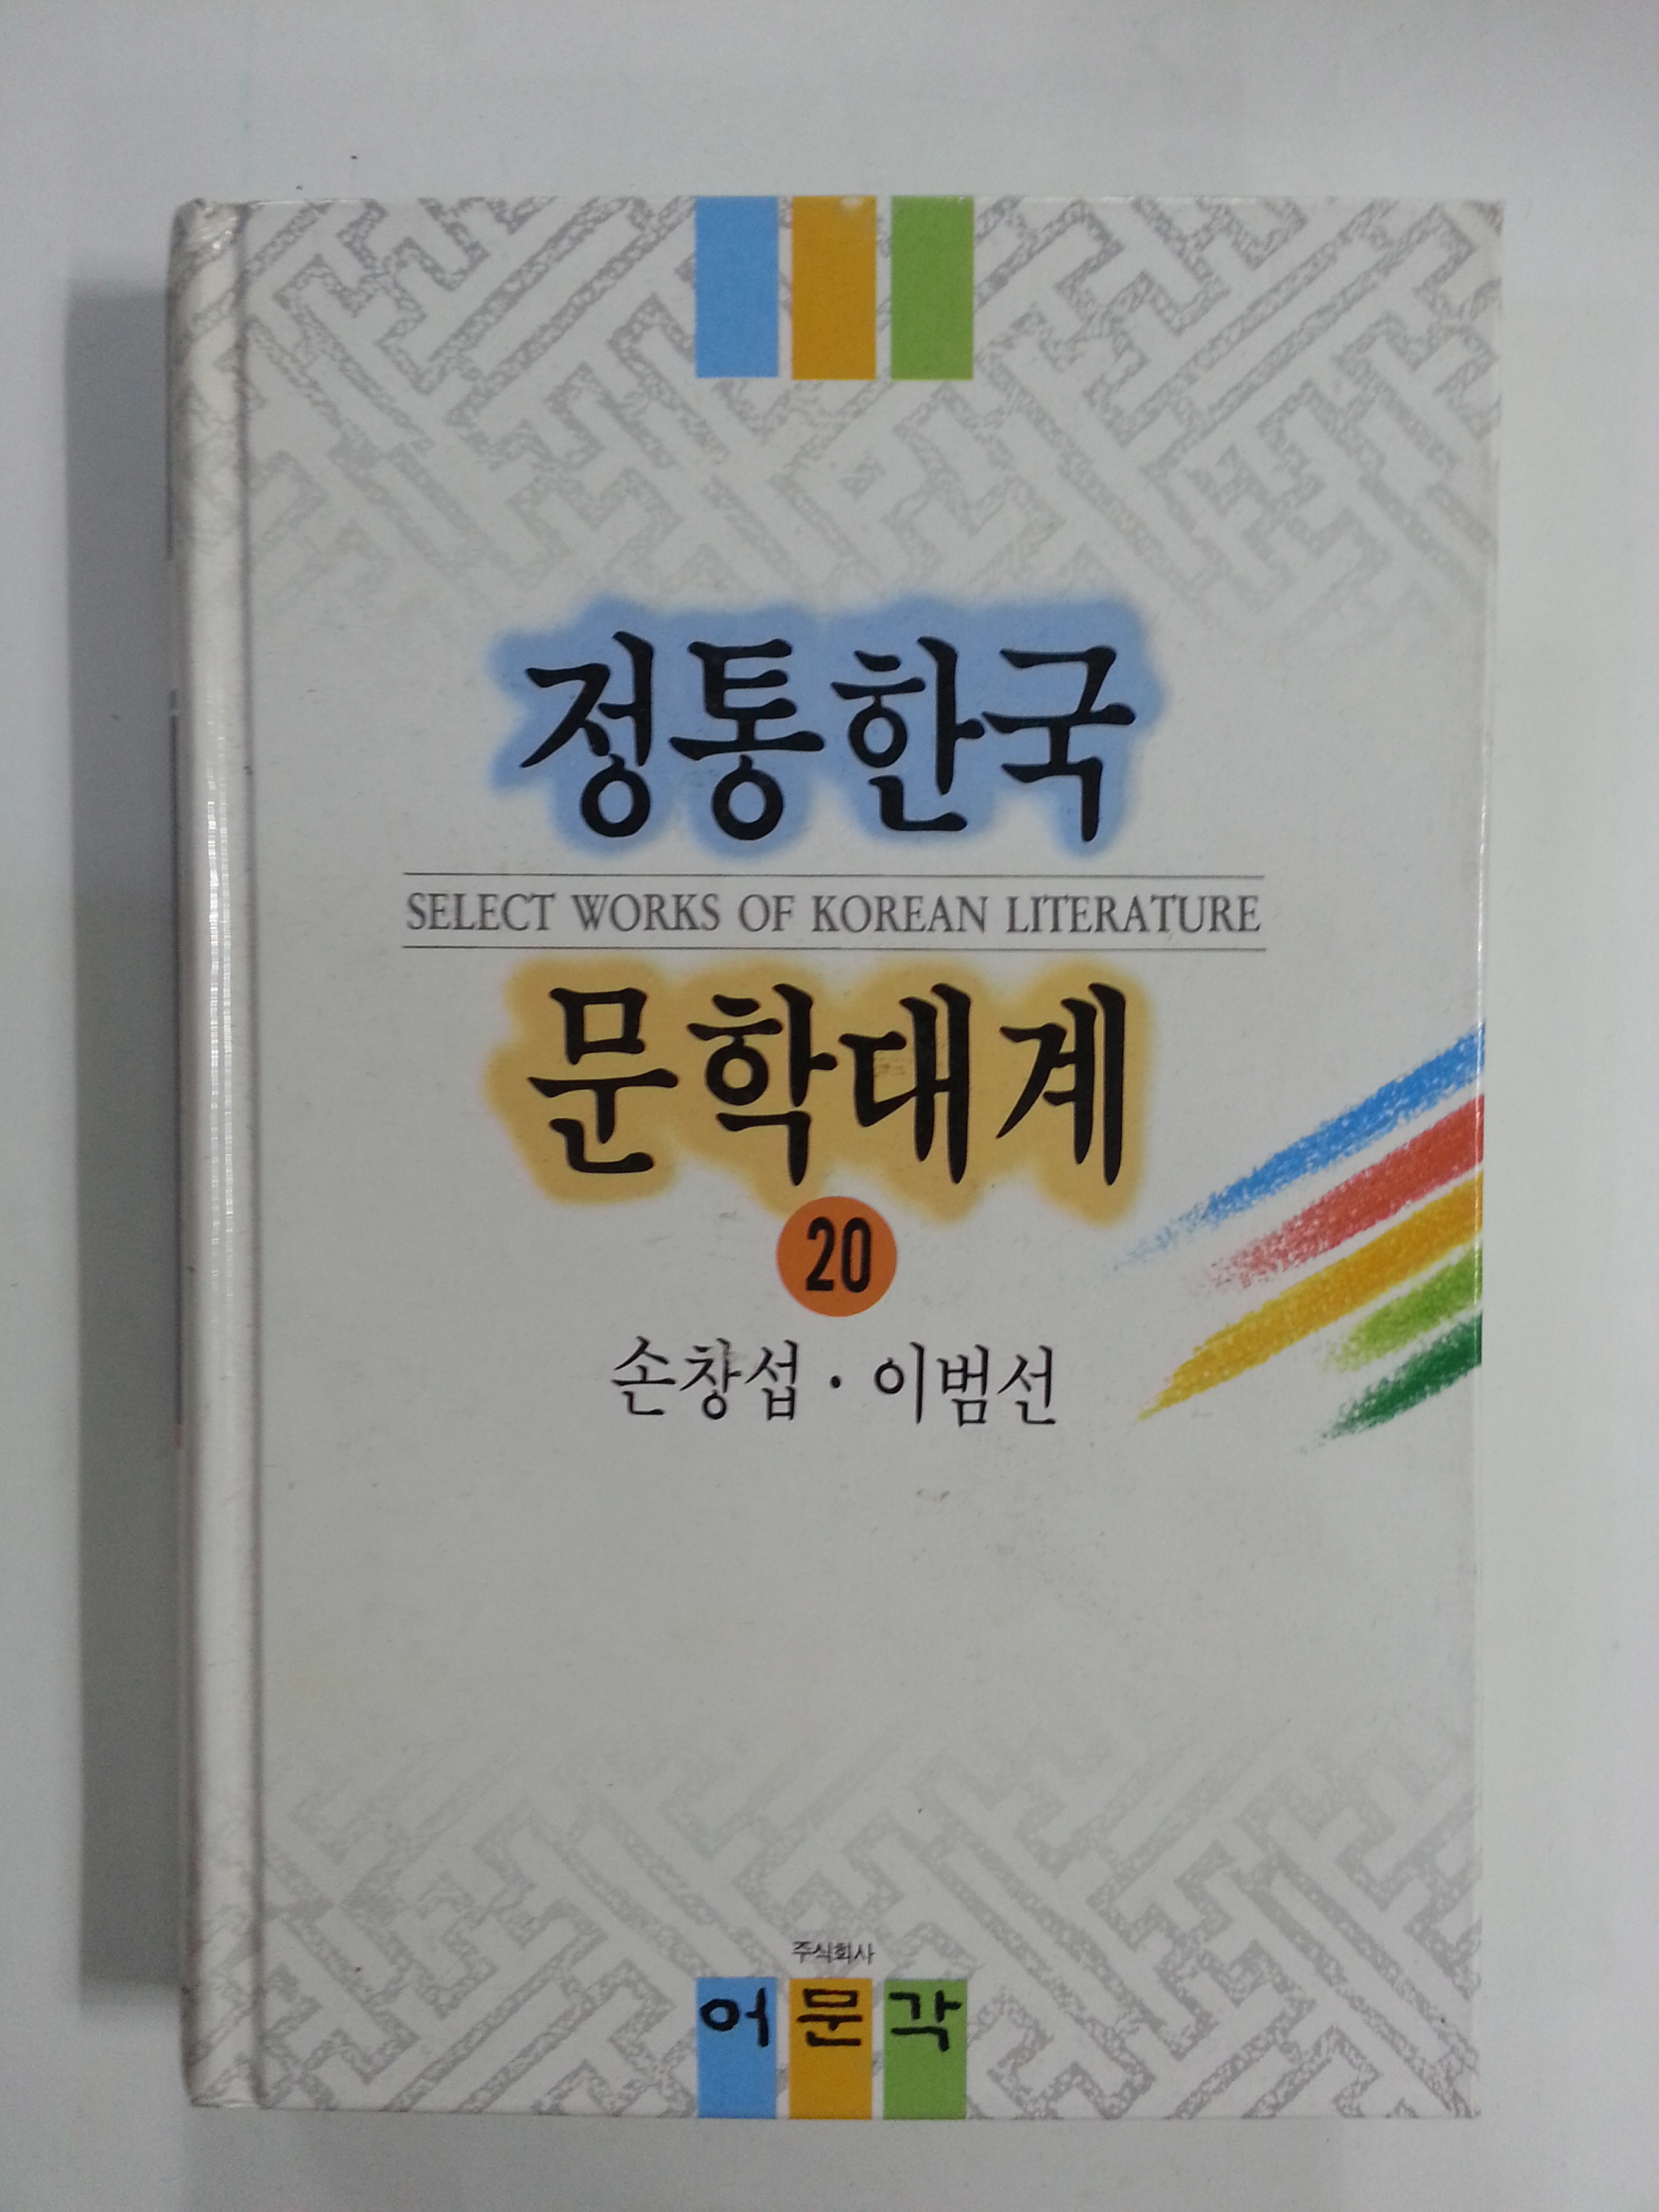 정통한국
SELECT WORKS OF KOREAN LITERATURE
문학대계
20
손창섭 · 이범선
주식회사
어문각